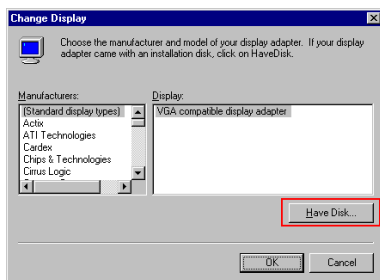 Change Display
Choose the manufacturer and model of your display adapter. If your display
adapter came with an installation disk, click on HaveDisk.
Manufacturers:
(Standard display types)
Actix
ATI Technologies
Cardex
Chips & Technologies
Cirrus Logic
Display:
VGA compatible display adapter
Have Disk...
OK
Cancel